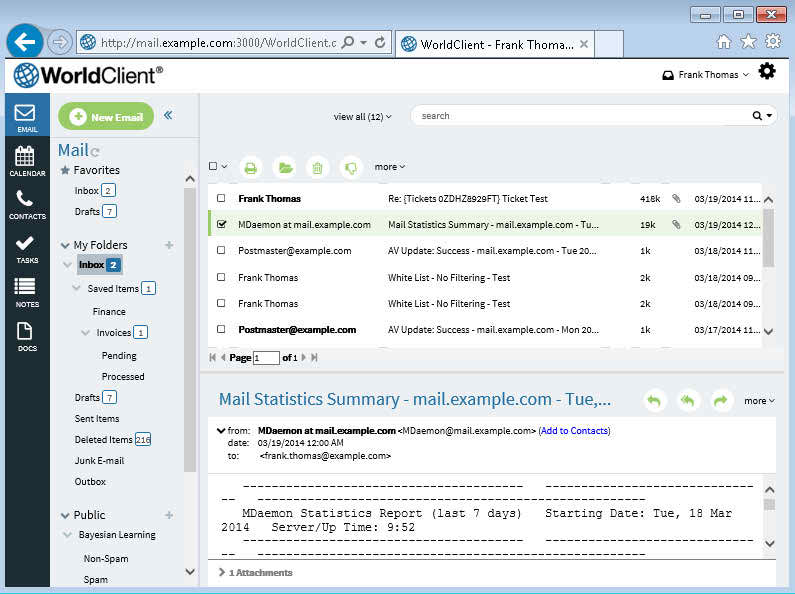 http://mail.example.com:3000/WorldClient.c
WorldClient - Frank Thoma...
WorldClient®
Frank Thomas
EMAIL
CALENDAR
CONTACTS
TASKS
NOTES
DOCS
New Email
Mail
Favorites
Inbox 2
Drafts 7
My Folders
Inbox 2
Saved Items 1
Finance
Invoices 1
Pending
Processed
Drafts 7
Sent Items
Deleted Items 216
Junk E-mail
Outbox
Public
Bayesian Learning
Non-Spam
Spam
view all (12)
search
more
Frank Thomas Re: {Tickets 0ZDHZ8929FT} Ticket Test 418k 03/19/2014 11...
MDaemon at mail.example.com Mail Statistics Summary - mail.example.com - Tu... 19k 03/19/2014 12...
Postmaster@example.com AV Update: Success - mail.example.com - Tue 20... 1k 03/18/2014 11...
Frank Thomas White List - No Filtering - Test 2k 03/18/2014 09...
Frank Thomas White List - No Filtering - Test 2k 03/18/2014 09...
Postmaster@example.com AV Update: Success - mail.example.com - Mon 20... 1k 03/17/2014 11...
Page 1 of 1
Mail Statistics Summary - mail.example.com - Tue,...
more
from: MDaemon at mail.example.com <MDaemon@mail.example.com> (Add to Contacts)
date: 03/19/2014 12:00 AM
to: <frank.thomas@example.com>
MDaemon Statistics Report (last 7 days) Starting Date: Tue, 18 Mar
2014 Server/Up Time: 9:52
1 Attachments